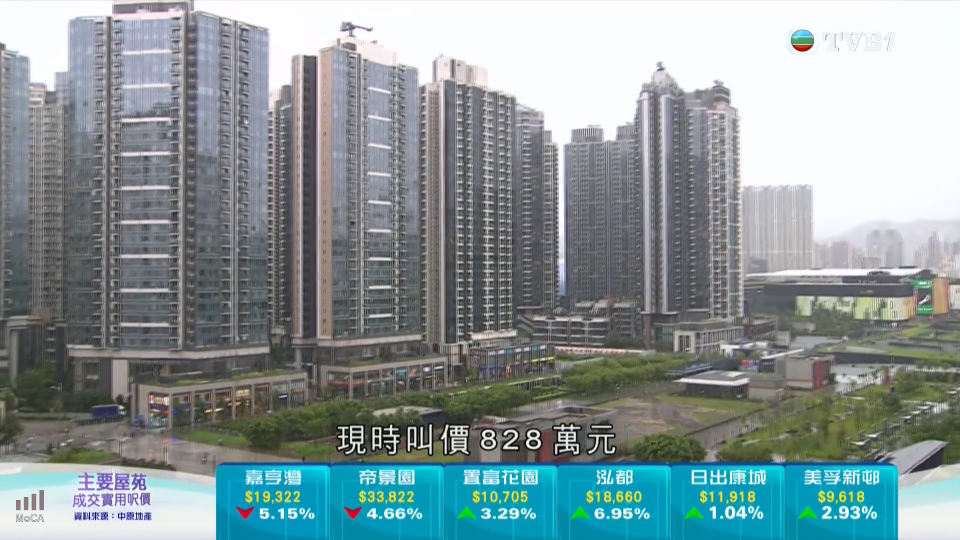 TVB1
現時叫價828萬元
主要屋苑
成交實用呎價
資料來源：中原地產
MoCA
嘉亨灣
$19,322
5.15%
帝景園
$33,822
4.66%
置富花園
$10,705
3.29%
泓都
$18,660
6.95%
日出康城
$11,918
1.04%
美孚新邨
$9,618
2.93%